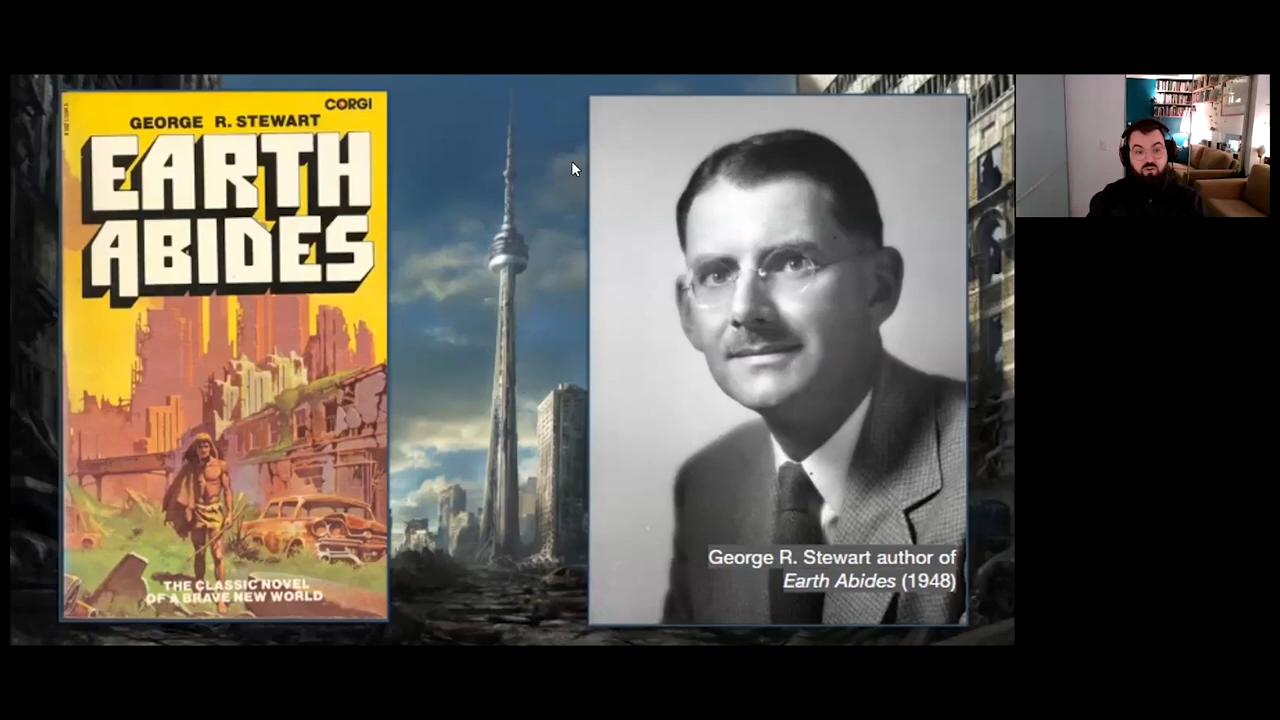 CORGI
GEORGE R. STEWART
EARTH
ABIDES
THE CLASSIC NOVEL
OF A BRAVE NEW WORLD
George R. Stewart author of
Earth Abides (1948)